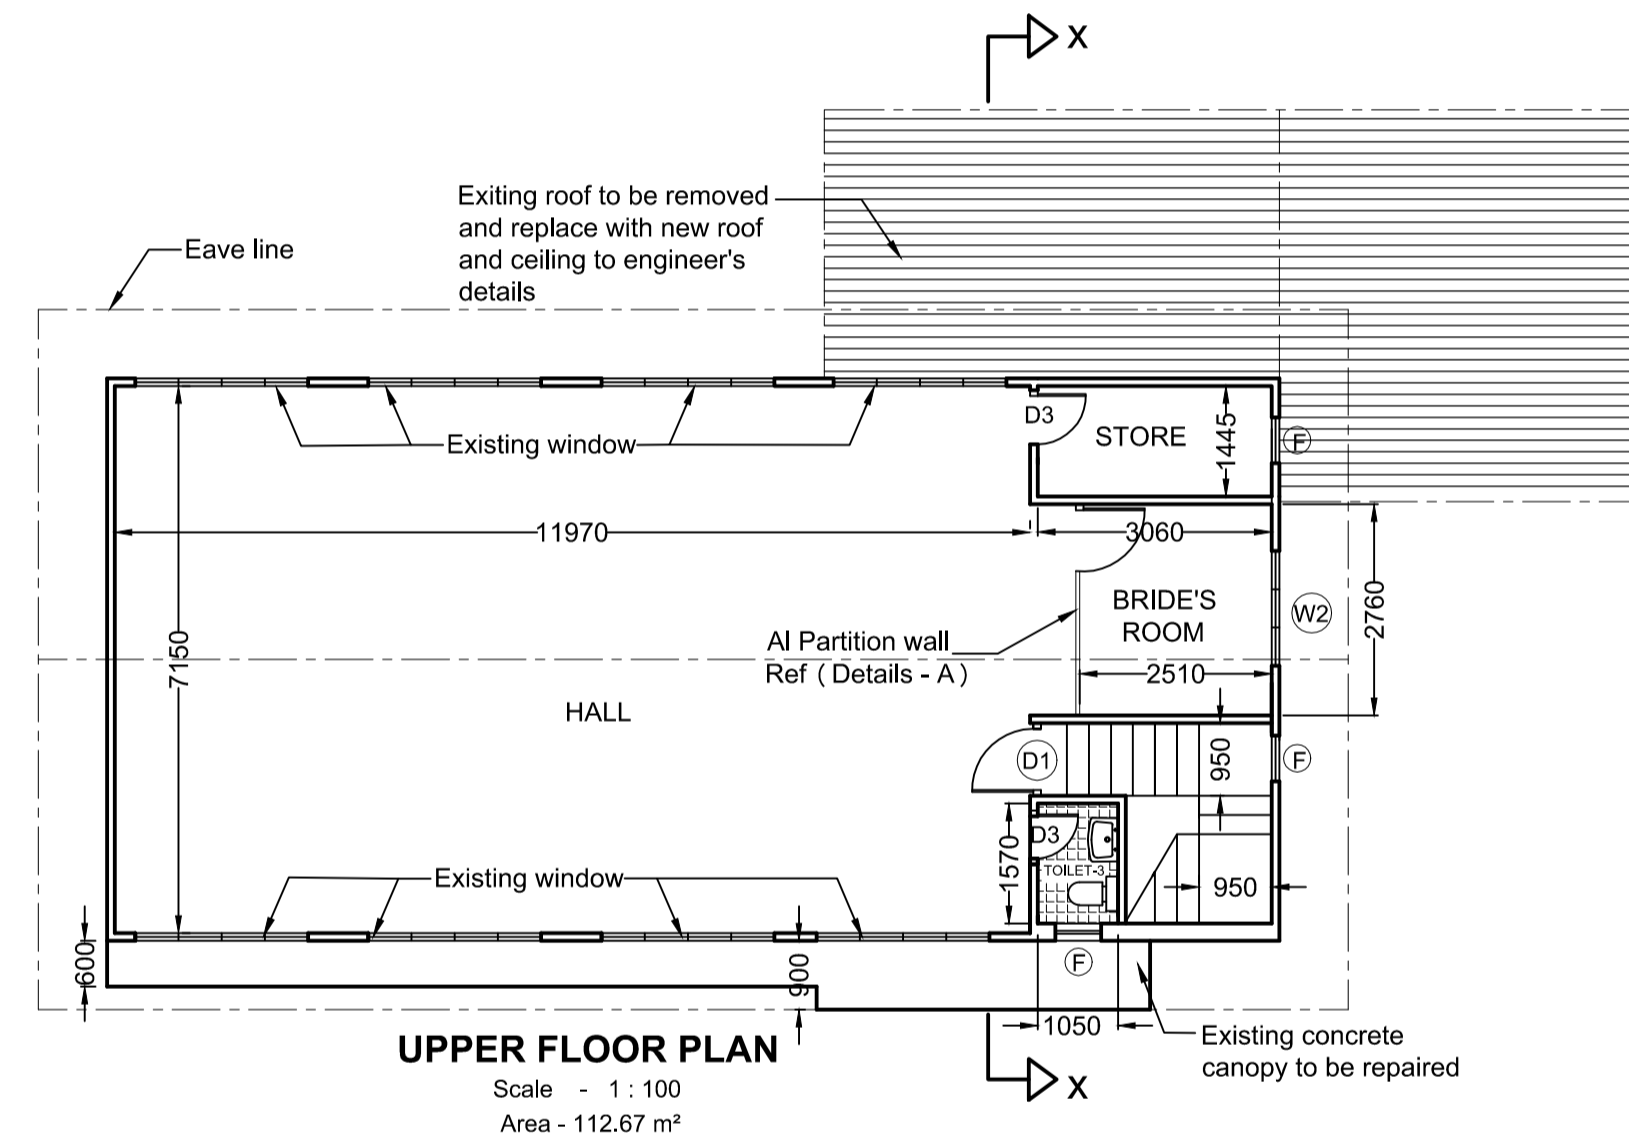 X
Exiting roof to be removed
and replace with new roof
and ceiling to engineer's
details
Eave line
D3
STORE
1445
F
Existing window
11970
3060
BRIDE'S
ROOM
W2
2760
Al Partition wall
Ref ( Details - A )
2510
7150
HALL
D1
950
F
1570
D3
TOILET-3
950
Existing window
600
900
F
1050
Existing concrete
canopy to be repaired
UPPER FLOOR PLAN
Scale - 1 : 100
Area - 112.67 m²
X